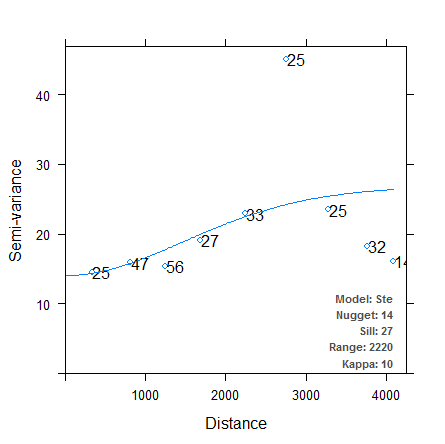 25
40
30
Semi-variance
33
25
27
20
32
47
56
25
14
10
Model: Ste
Nugget: 14
Sill: 27
Range: 2220
Kappa: 10
1000
2000
3000
4000
Distance